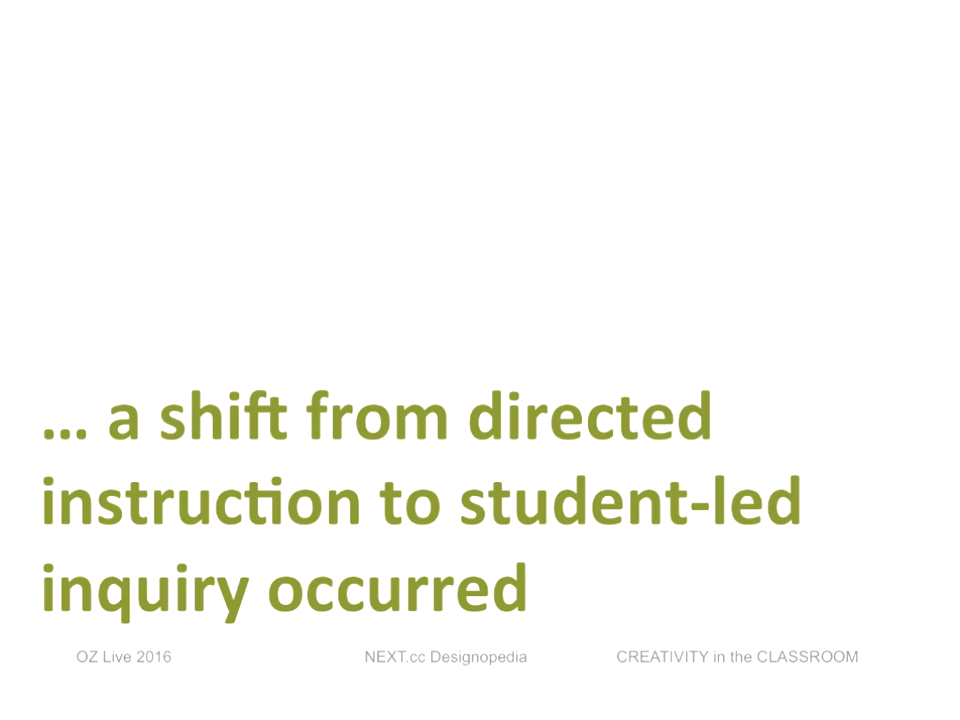 ... a shift from directed
instruction to student-led
inquiry occurred
OZ Live 2016 NEXT.cc Designopedia CREATIVITY in the CLASSROOM